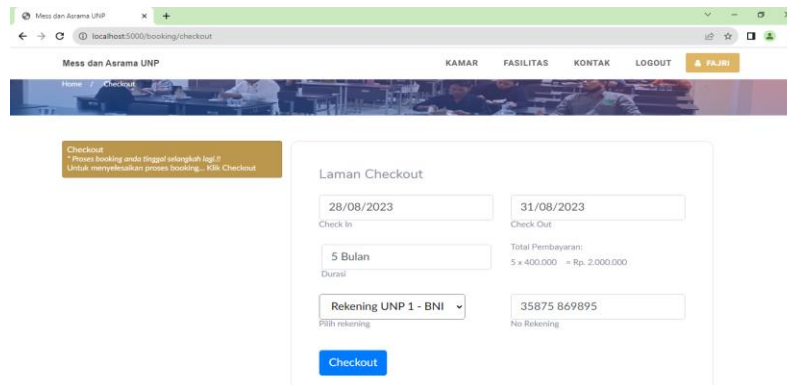 Mess dan Asrama UNP
localhost:5000/booking/checkout
Mess dan Asrama UNP
KAMAR FASILITAS KONTAK LOGOUT FAJRI
Home / Checkout
Checkout
* Proses booking anda tinggal selangkah lagi.!!
Untuk menyelesaikan proses booking... Klik Checkout
Laman Checkout
28/08/2023 31/08/2023
Check In Check Out
5 Bulan
Durasi
Total Pembayaran:
5 x 400.000 = Rp. 2.000.000
Rekening UNP 1 - BNI 35875 869895
Pilih rekening No Rekening
Checkout